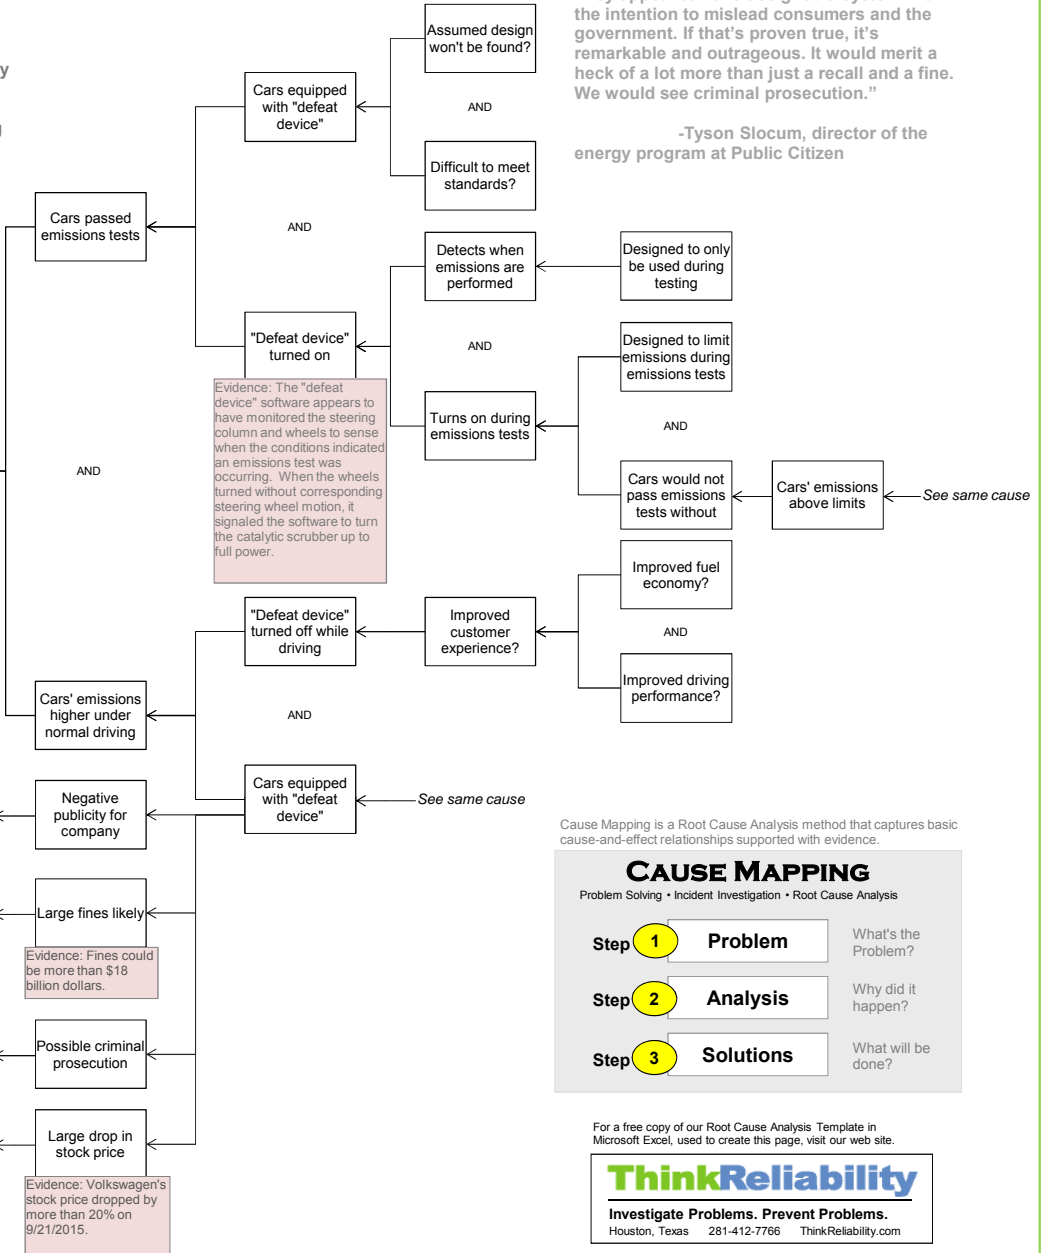 the intention to mislead consumers and the
government. If that's proven true, it's
remarkable and outrageous. It would merit a
heck of a lot more than just a recall and a fine.
We would see criminal prosecution.”
-Tyson Slocum, director of the
energy program at Public Citizen
Assumed design
won't be found?
Cars equipped
with "defeat
device"
AND
Difficult to meet
standards?
Cars passed
emissions tests
AND
Detects when
emissions are
performed
Designed to only
be used during
testing
"Defeat device"
turned on
AND
Designed to limit
emissions during
emissions tests
Evidence: The "defeat
device" software appears to
have monitored the steering
column and wheels to sense
when the conditions indicated
an emissions test was
occurring. When the wheels
turned without corresponding
steering wheel motion, it
signaled the software to turn
the catalytic scrubber up to
full power.
Turns on during
emissions tests
AND
AND
Cars would not
pass emissions
tests without
Cars' emissions
above limits
See same cause
Improved fuel
economy?
"Defeat device"
turned off while
driving
Improved
customer
experience?
AND
Improved driving
performance?
Cars' emissions
higher under
normal driving
AND
Cars equipped
with "defeat
device"
See same cause
Negative
publicity for
company
Large fines likely
Evidence: Fines could
be more than $18
billion dollars.
Possible criminal
prosecution
Large drop in
stock price
Evidence: Volkswagen's
stock price dropped by
more than 20% on
9/21/2015.
Cause Mapping is a Root Cause Analysis method that captures basic
cause-and-effect relationships supported with evidence.
CAUSE MAPPING
Problem Solving • Incident Investigation • Root Cause Analysis
Step 1 Problem
What's the
Problem?
Step 2 Analysis
Why did it
happen?
Step 3 Solutions
What will be
done?
For a free copy of our Root Cause Analysis Template in
Microsoft Excel, used to create this page, visit our web site.
ThinkReliability
Investigate Problems. Prevent Problems.
Houston, Texas 281-412-7766 ThinkReliability.com